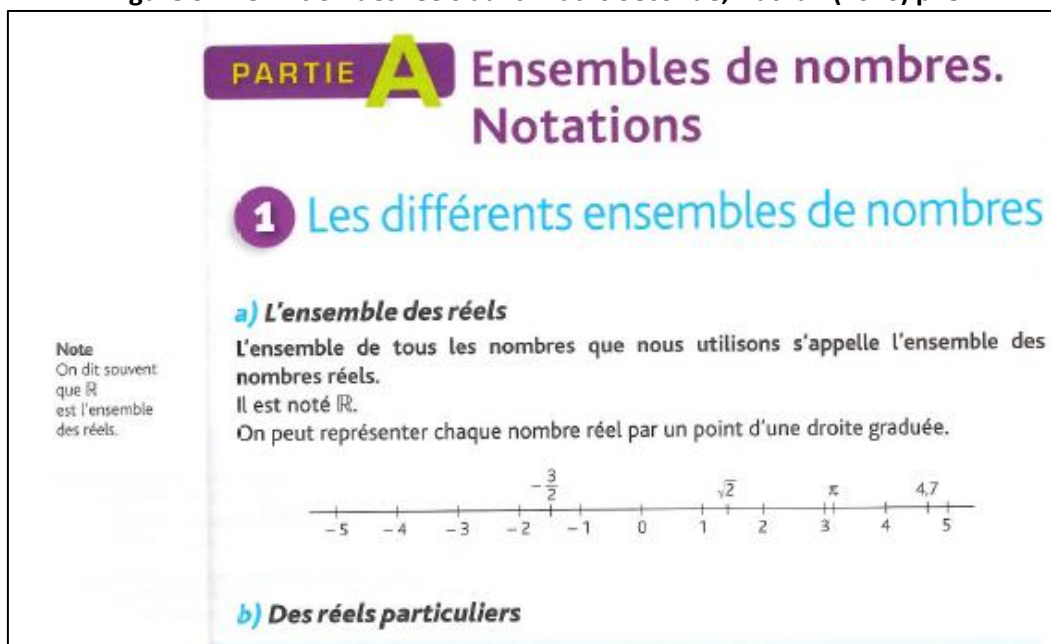 PARTIE A Ensembles de nombres.
Notations
1 Les différents ensembles de nombres
a) L'ensemble des réels
Note
On dit souvent
que ℝ
est l'ensemble
des réels.
L'ensemble de tous les nombres que nous utilisons s'appelle l'ensemble des
nombres réels.
Il est noté ℝ.
On peut représenter chaque nombre réel par un point d'une droite graduée.
-3/2 √2 π 4,7
-5 -4 -3 -2 -1 0 1 2 3 4 5
b) Des réels particuliers